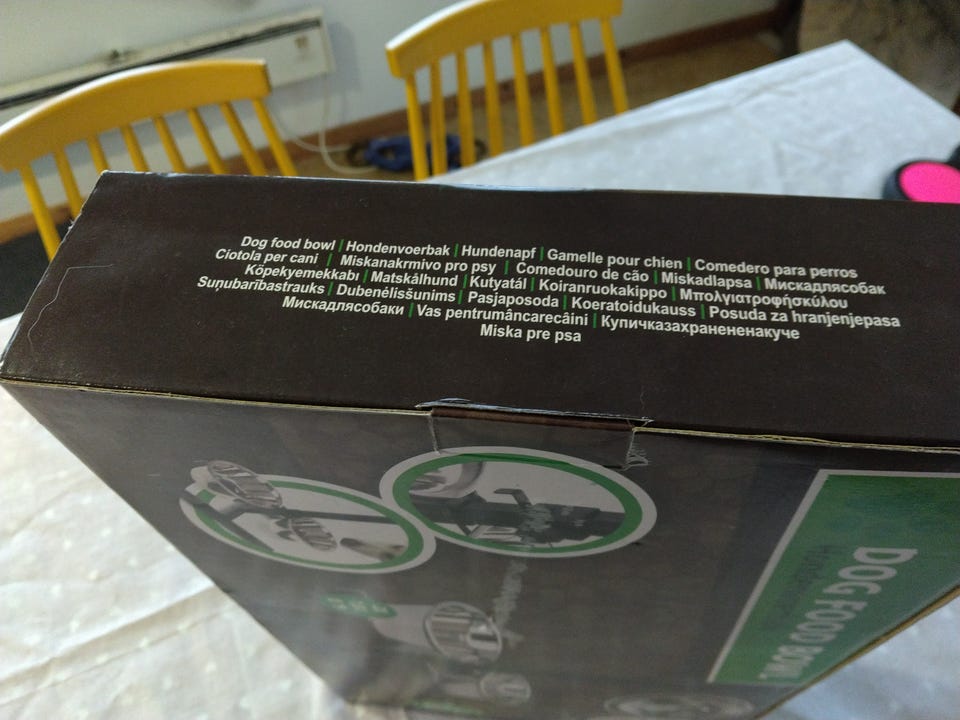 Dog food bowl | Hondenvoerbak | Hundenapf | Gamelle pour chien | Comedero para perros
Ciotola per cani | Miskanakrmivo pro psy | Comedouro de cão | Miskadlapsa | Мискадлясобак
Köpekyemekkabı | Matskålhund | Kutyatál | Koiranruokakippo | Μπολγιατροφήσκύλου
Suņubarībastrauks | Dubenėlisšunims | Pasjaposoda | Koeratoidukauss | Posuda za hranjenjepasa
Мискадлясобаки | Vas pentrumâncarecâini | Купичказахранененакуче
Miska pre psa
DOG FOOD BOWL